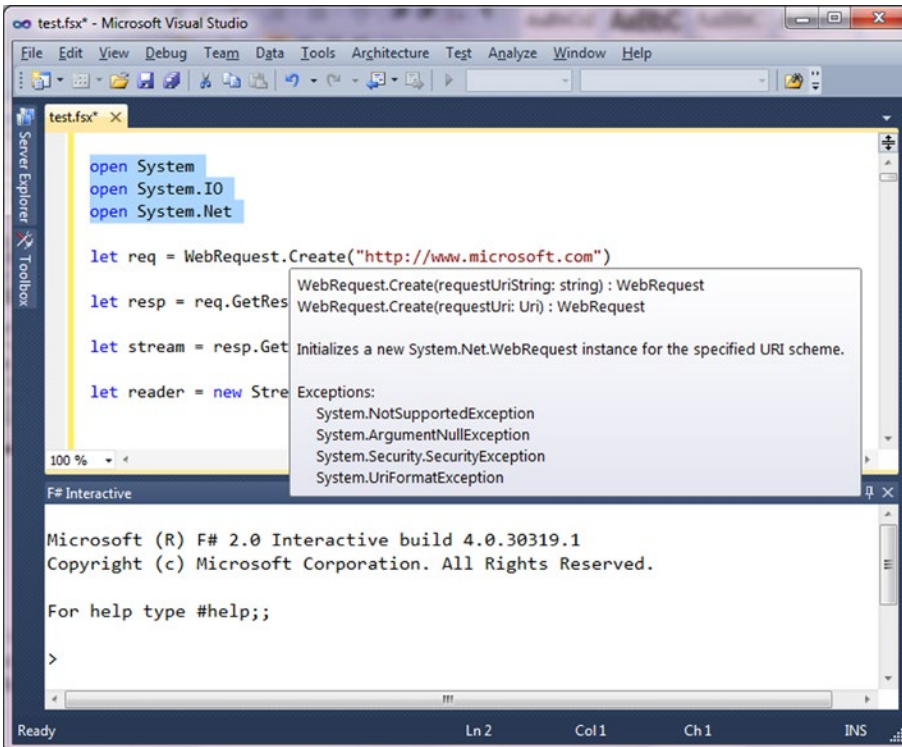 test.fsx* - Microsoft Visual Studio
File Edit View Debug Team Data Tools Architecture Test Analyze Window Help
test.fsx*
Server Explorer
Toolbox
open System
open System.IO
open System.Net
let req = WebRequest.Create("http://www.microsoft.com")
WebRequest.Create(requestUriString: string) : WebRequest
let resp = req.GetRes
WebRequest.Create(requestUri: Uri) : WebRequest
let stream = resp.Get
Initializes a new System.Net.WebRequest instance for the specified URI scheme.
let reader = new Stre
Exceptions:
System.NotSupportedException
System.ArgumentNullException
System.Security.SecurityException
System.UriFormatException
100 %
F# Interactive
Microsoft (R) F# 2.0 Interactive build 4.0.30319.1
Copyright (c) Microsoft Corporation. All Rights Reserved.
For help type #help;;
>
Ready Ln 2 Col 1 Ch 1 INS